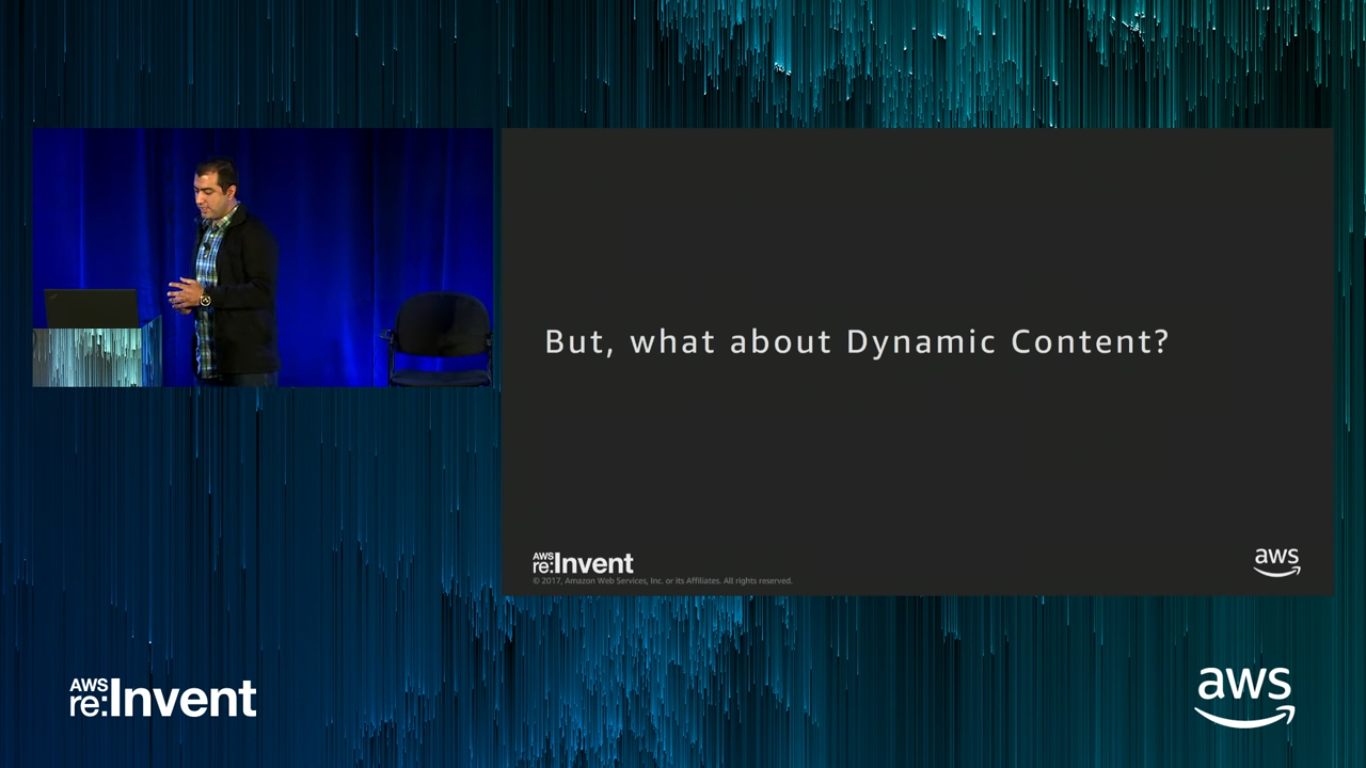 But, what about Dynamic Content?
AWS
re:Invent
© 2017, Amazon Web Services, Inc. or its Affiliates. All rights reserved.
aws
AWS
re:Invent
aws